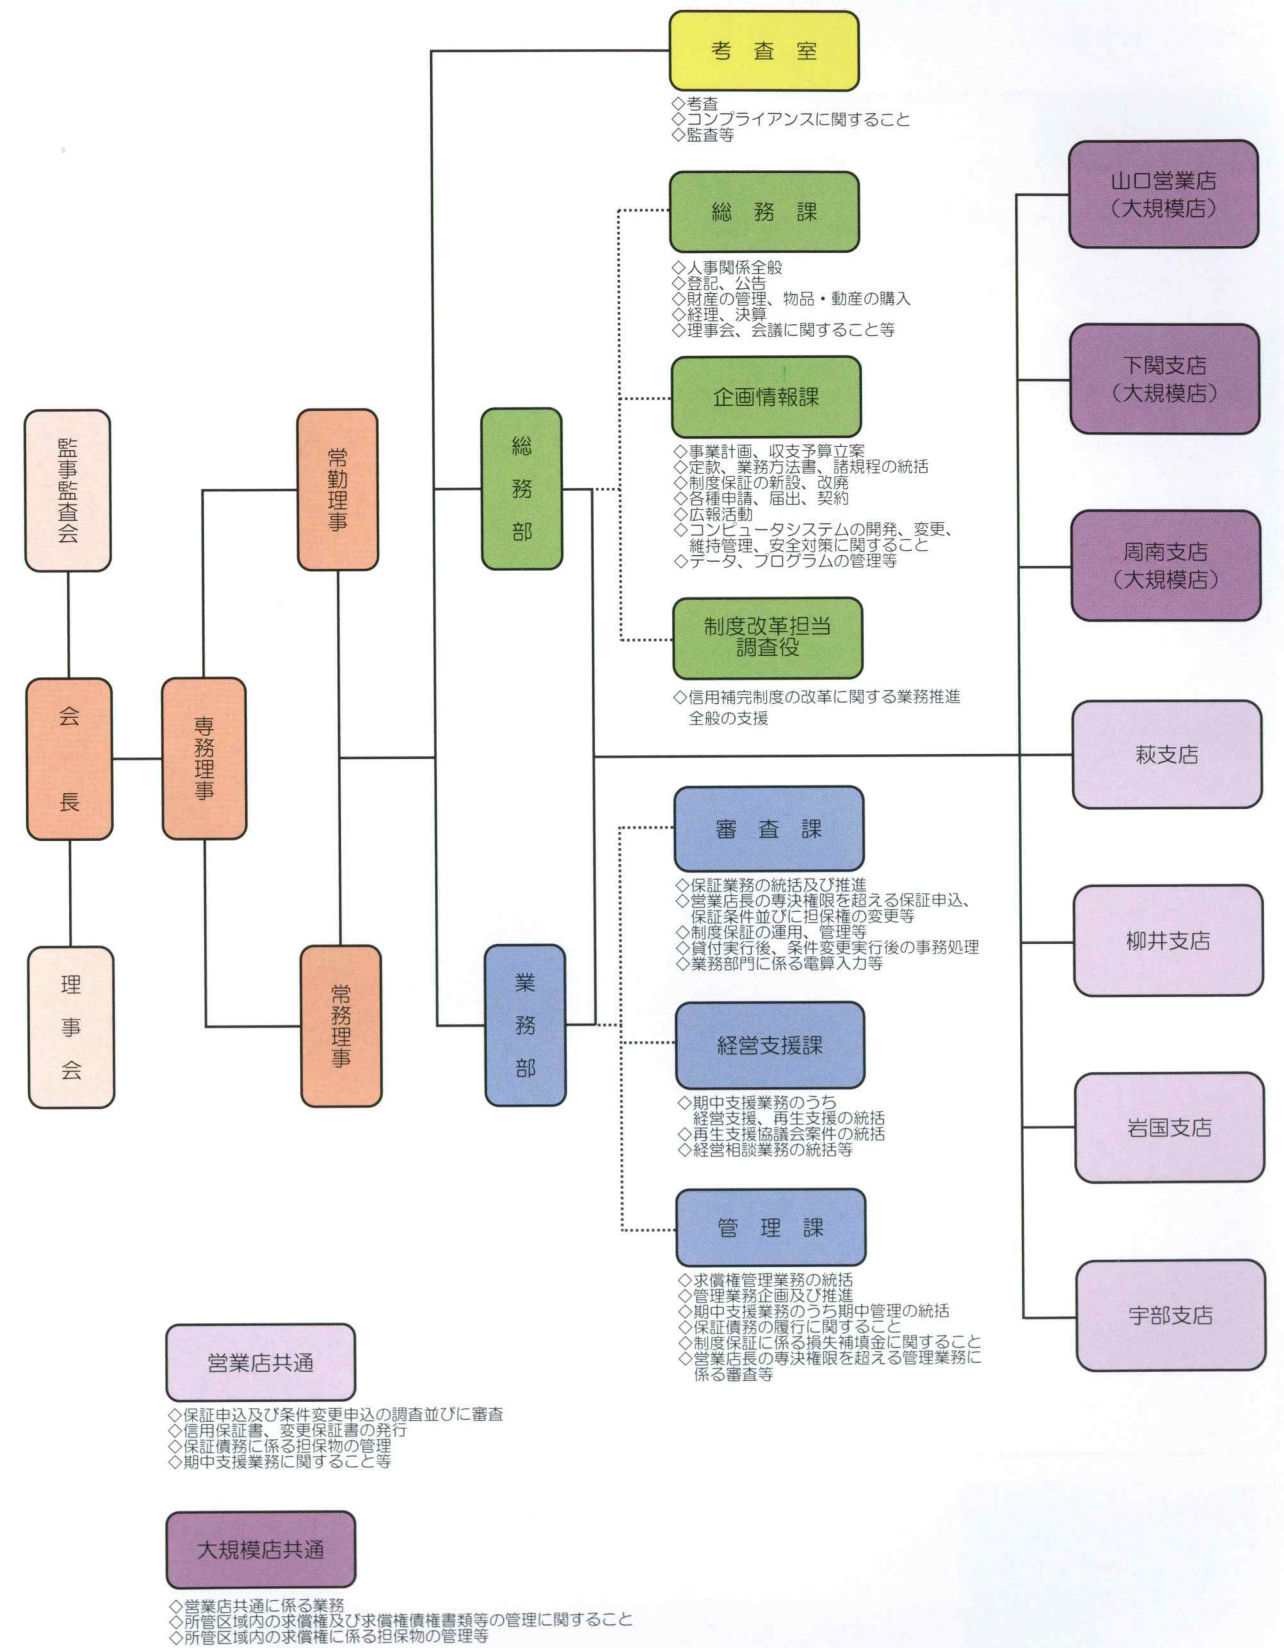 考査室
◇考査
◇コンプライアンスに関すること
◇監査等
総務課
◇人事関係全般
◇登記、公告
◇財産の管理、物品・動産の購入
◇経理、決算
◇理事会、会議に関すること等
企画情報課
◇事業計画、収支予算立案
◇定款、業務方法書、諸規程の統括
◇制度保証の新設、改廃
◇各種申請、届出、契約
◇広報活動
◇コンピュータシステムの開発、変更、
維持管理、安全対策に関すること
◇データ、プログラムの管理等
制度改革担当
調査役
◇信用補完制度の改革に関する業務推進
全般の支援
監事監査会
会長
理事会
専務理事
常勤理事
常務理事
総務部
業務部
審査課
◇保証業務の統括及び推進
◇営業店長の専決権限を超える保証申込、
保証条件並びに担保権の変更等
◇制度保証の運用、管理等
◇貸付実行後、条件変更実行後の事務処理
◇業務部門に係る電算入力等
経営支援課
◇期中支援業務のうち
経営支援、再生支援の統括
◇再生支援協議会案件の統括
◇経営相談業務の統括等
管理課
◇求償権管理業務の統括
◇管理業務企画及び推進
◇期中支援業務のうち期中管理の統括
◇保証債務の履行に関すること
◇制度保証に係る損失補填金に関すること
◇営業店長の専決権限を超える管理業務に
係る審査等
山口営業店
（大規模店）
下関支店
（大規模店）
周南支店
（大規模店）
萩支店
柳井支店
岩国支店
宇部支店
営業店共通
◇保証申込及び条件変更申込の調査並びに審査
◇信用保証書、変更保証書の発行
◇保証債務に係る担保物の管理
◇期中支援業務に関すること等
大規模店共通
◇営業店共通に係る業務
◇所管区域内の求償権及び求償権債権書類等の管理に関すること
◇所管区域内の求償権に係る担保物の管理等